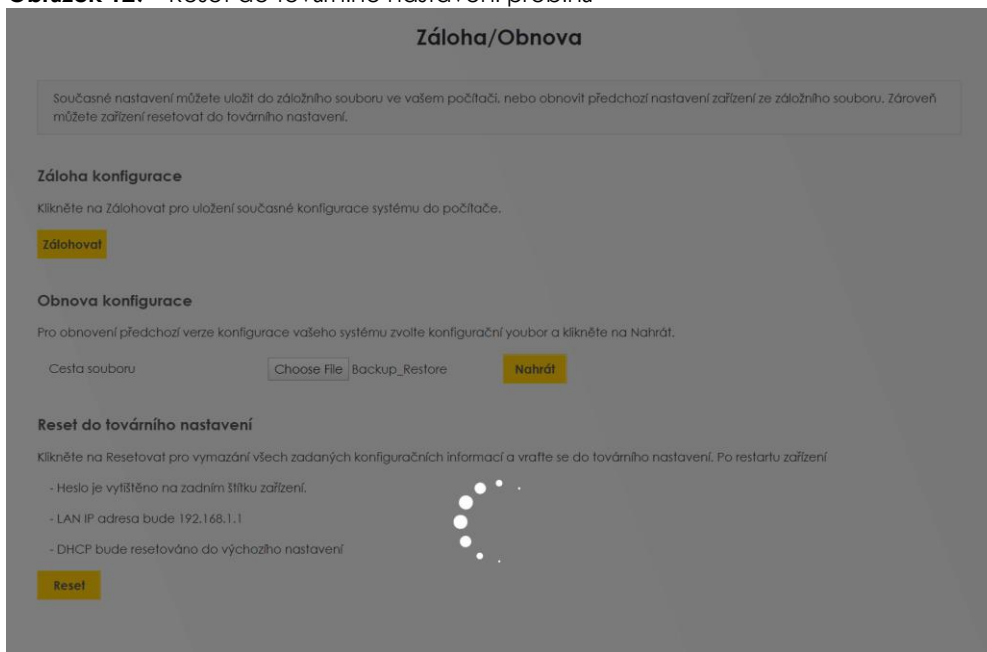 Záloha/Obnova
Současné nastavení můžete uložit do záložního souboru ve vašem počítači, nebo obnovit předchozí nastavení zařízení ze záložního souboru. Zároveň
můžete zařízení resetovat do továrního nastavení.
Záloha konfigurace
Klikněte na Zálohovat pro uložení současné konfigurace systému do počítače.
Zálohovat
Obnova konfigurace
Pro obnovení předchozí verze konfigurace vašeho systému zvolte konfigurační youbor a klikněte na Nahrát.
Cesta souboru Choose File Backup_Restore Nahrát
Reset do továrního nastavení
Klikněte na Resetovat pro vymazání všech zadaných konfiguračních informací a vraťte se do továrního nastavení. Po restartu zařízení
- Heslo je vytištěno na zadním štítku zařízení.
- LAN IP adresa bude 192.168.1.1
- DHCP bude resetováno do výchozího nastavení
Reset